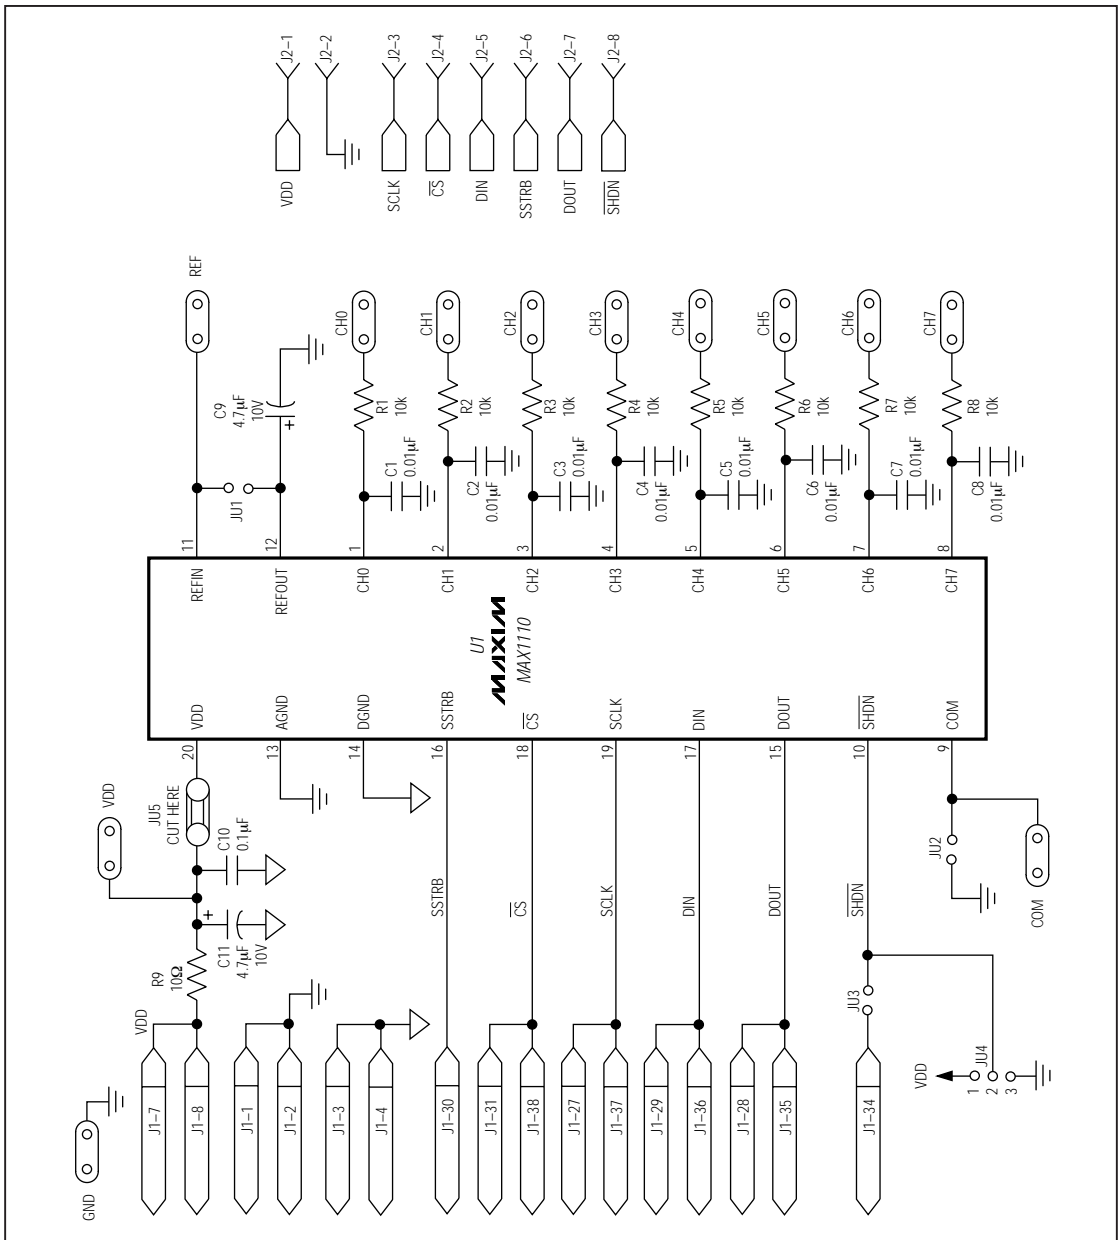 J2-1
J2-2
J2-3
J2-4
J2-5
J2-6
J2-7
J2-8
VDD
SCLK
C̅S̅
DIN
SSTRB
DOUT
S̅H̅D̅N̅
REF
CH0
CH1
CH2
CH3
CH4
CH5
CH6
CH7
C9
4.7μF
10V
+
R1
10k
R2
10k
R3
10k
R4
10k
R5
10k
R6
10k
R7
10k
R8
10k
JU1
C1
0.01μF
C2
0.01μF
C3
0.01μF
C4
0.01μF
C5
0.01μF
C6
0.01μF
C7
0.01μF
C8
0.01μF
11
12
1
2
3
4
5
6
7
8
REFIN
REFOUT
CH0
CH1
CH2
CH3
CH4
CH5
CH6
CH7
U1
MAXIM
MAX1110
VDD
AGND
DGND
SSTRB
C̅S̅
SCLK
DIN
DOUT
S̅H̅D̅N̅
COM
20
13
14
16
18
19
17
15
10
9
JU5
CUT HERE
VDD
C10
0.1μF
+
C11
4.7μF
10V
R9
10Ω
SSTRB
C̅S̅
SCLK
DIN
DOUT
S̅H̅D̅N̅
JU2
COM
JU3
VDD
VDD
JU4
1
2
3
GND
J1-7
J1-8
J1-1
J1-2
J1-3
J1-4
J1-30
J1-31
J1-38
J1-27
J1-37
J1-29
J1-36
J1-28
J1-35
J1-34